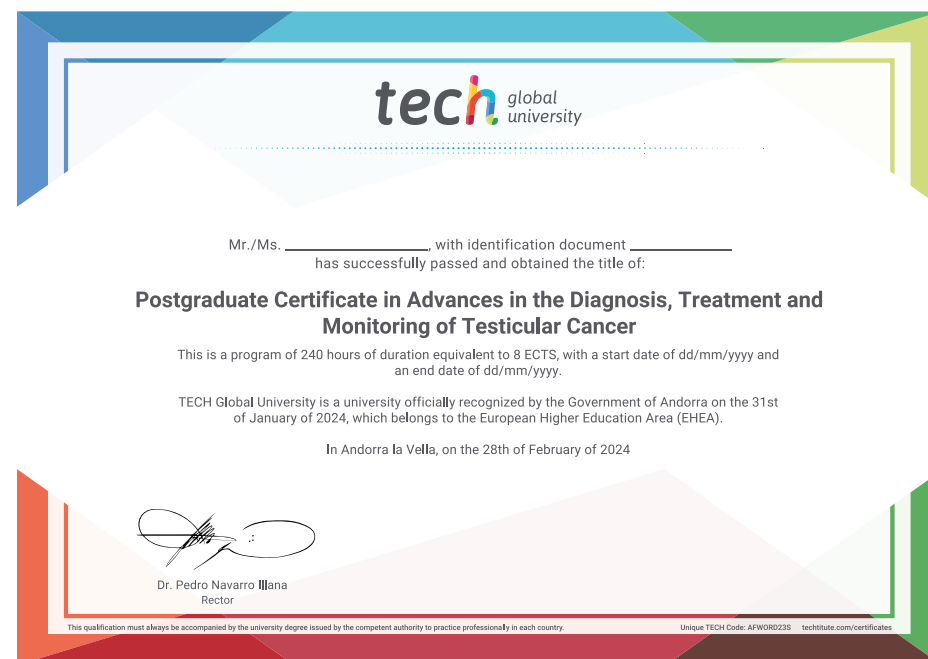 tech global
university
Mr./Ms. ____________, with identification document ________
has successfully passed and obtained the title of:
Postgraduate Certificate in Advances in the Diagnosis, Treatment and
Monitoring of Testicular Cancer
This is a program of 240 hours of duration equivalent to 8 ECTS, with a start date of dd/mm/yyyy and
an end date of dd/mm/yyyy.
TECH Global University is a university officially recognized by the Government of Andorra on the 31st
of January of 2024, which belongs to the European Higher Education Area (EHEA).
In Andorra la Vella, on the 28th of February of 2024
Dr. Pedro Navarro Illana
Rector
This qualification must always be accompanied by the university degree issued by the competent authority to practice professionally in each country.
Unique TECH Code: AFWORD23S techtitute.com/certificates